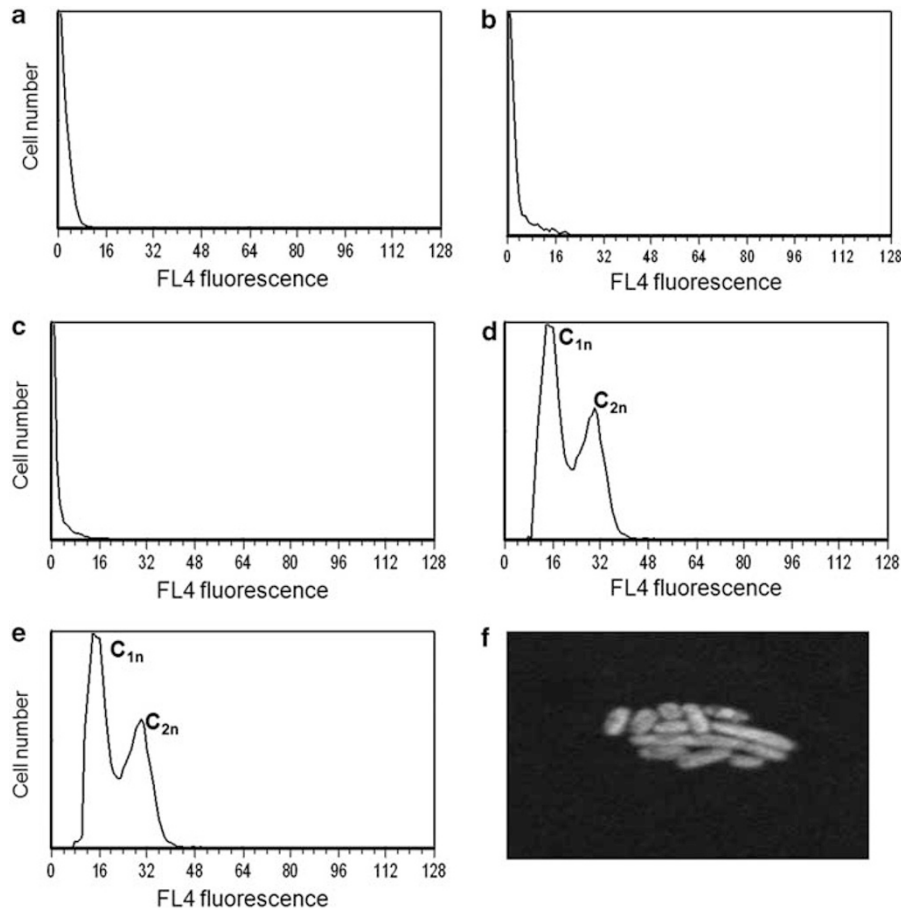 a
Cell number
0 16 32 48 64 80 96 112 128
FL4 fluorescence
b
0 16 32 48 64 80 96 112 128
FL4 fluorescence
c
Cell number
0 16 32 48 64 80 96 112 128
FL4 fluorescence
d
C1n
C2n
0 16 32 48 64 80 96 112 128
FL4 fluorescence
e
Cell number
C1n
C2n
0 16 32 48 64 80 96 112 128
FL4 fluorescence
f